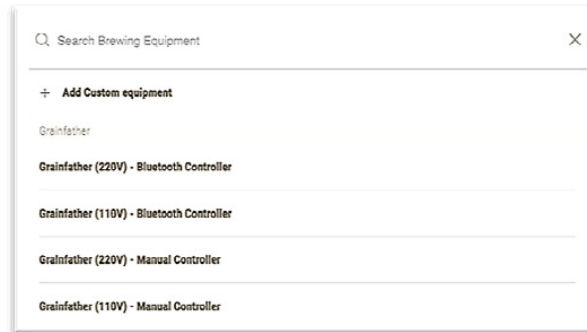 Search Brewing Equipment
+ Add Custom equipment
Grainfather
Grainfather (220V) - Bluetooth Controller
Grainfather (110V) - Bluetooth Controller
Grainfather (220V) - Manual Controller
Grainfather (110V) - Manual Controller